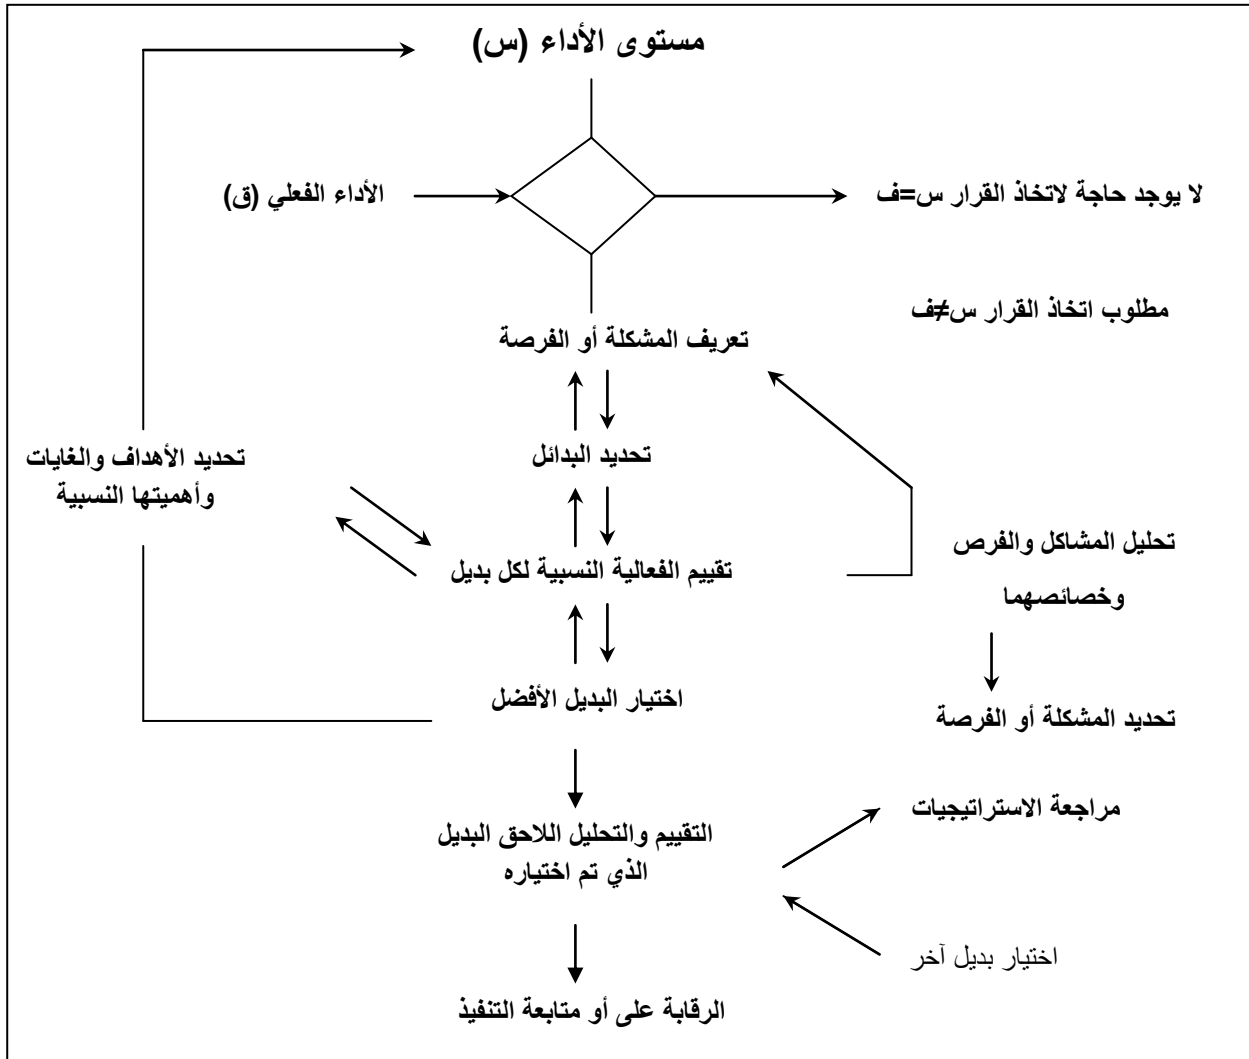 مستوى الأداء (س)
الأداء الفعلي (ق)
لا يوجد حاجة لاتخاذ القرار س=ف
مطلوب اتخاذ القرار س≠ف
تعريف المشكلة أو الفرصة
تحديد البدائل
تحديد الأهداف والغايات
وأهميتها النسبية
تقييم الفعالية النسبية لكل بديل
تحليل المشاكل والفرص
وخصائصهما
اختيار البديل الأفضل
تحديد المشكلة أو الفرصة
مراجعة الاستراتيجيات
التقييم والتحليل اللاحق البديل
الذي تم اختياره
اختيار بديل آخر
الرقابة على أو متابعة التنفيذ